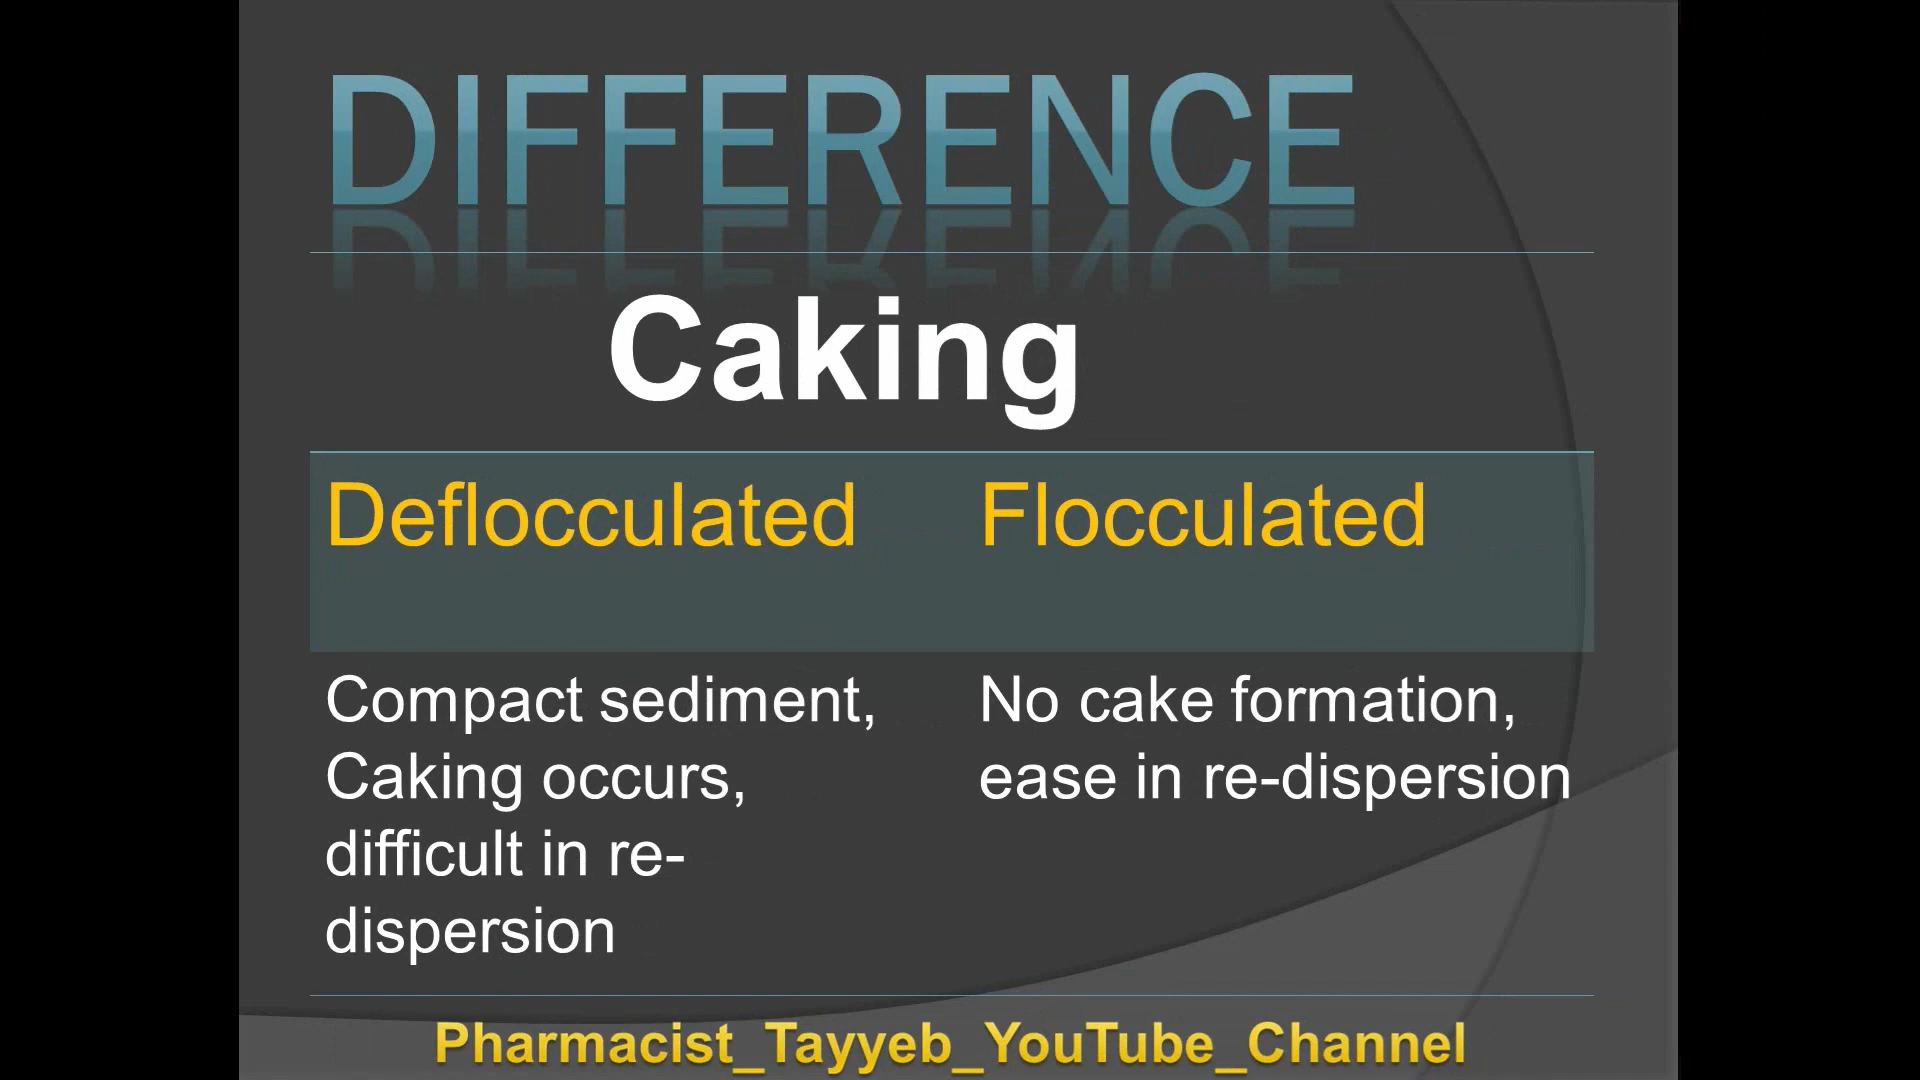 DIFFERENCE
Caking
Deflocculated
Flocculated
Compact sediment,
Caking occurs,
difficult in re-
dispersion
No cake formation,
ease in re-dispersion
Pharmacist_Tayyeb_YouTube_Channel